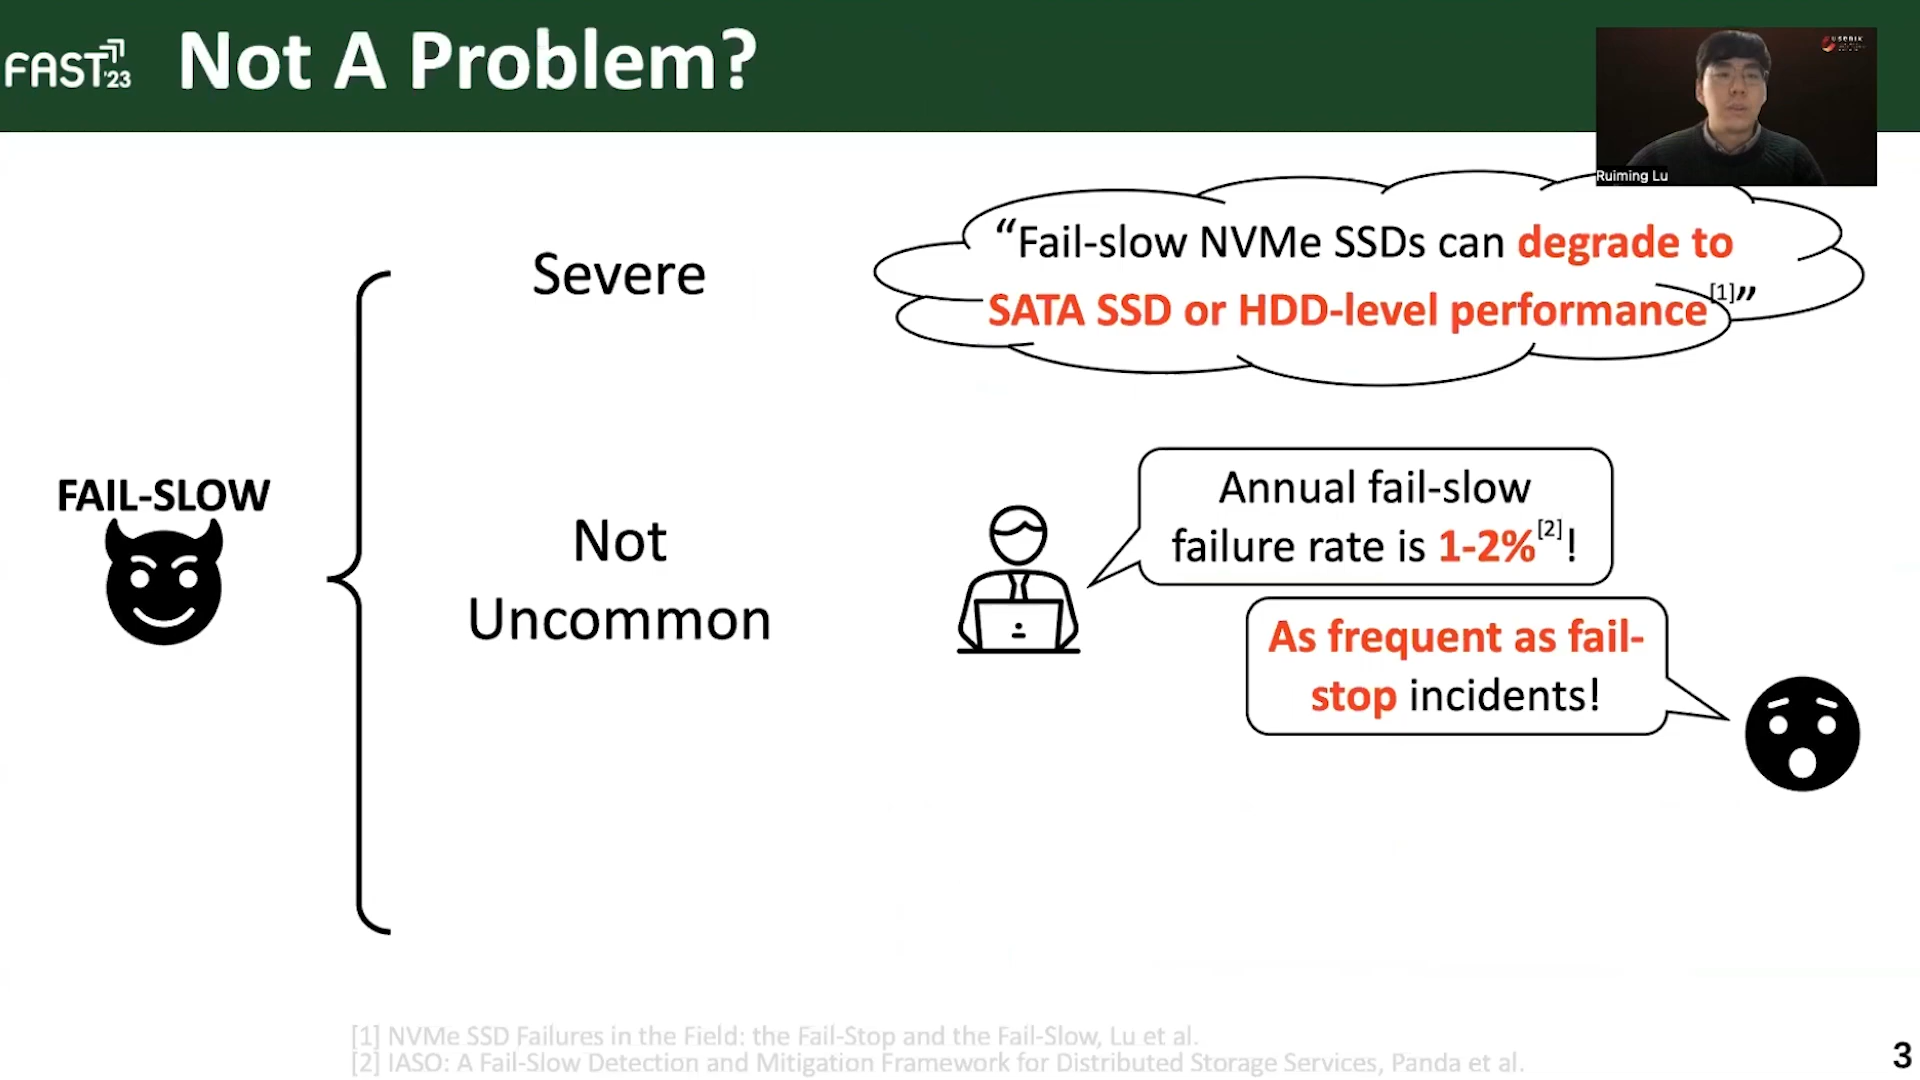 FAST'23
Not A Problem?
USENIX
Ruiming Lu
Severe
“Fail-slow NVMe SSDs can degrade to
SATA SSD or HDD-level performance[1]”
FAIL-SLOW
Not
Uncommon
Annual fail-slow
failure rate is 1-2%[2]!
As frequent as fail-
stop incidents!
[1] NVMe SSD Failures in the Field: the Fail-Stop and the Fail-Slow, Lu et al.
[2] IASO: A Fail-Slow Detection and Mitigation Framework for Distributed Storage Services, Panda et al.
3